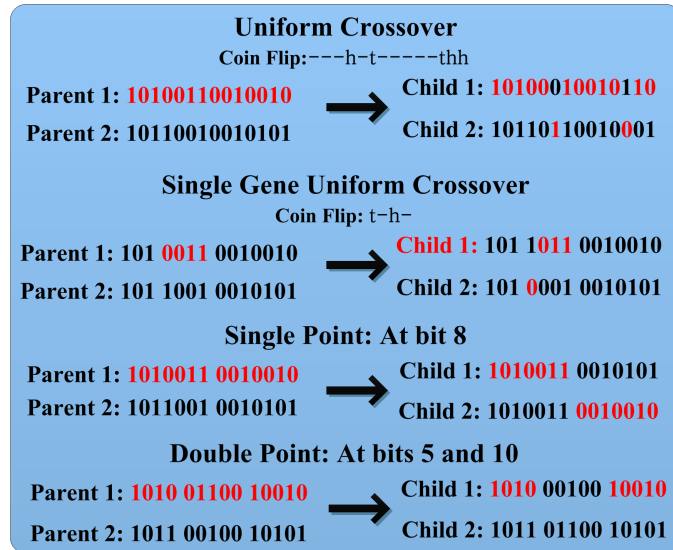 Uniform Crossover
Coin Flip:---h-t-----thh
Parent 1: 10100110010010
Child 1: 10100010010110
Parent 2: 10110010010101
Child 2: 10110110010001
Single Gene Uniform Crossover
Coin Flip: t-h-
Parent 1: 101 0011 0010010
Child 1: 101 1011 0010010
Parent 2: 101 1001 0010101
Child 2: 101 0001 0010101
Single Point: At bit 8
Parent 1: 1010011 0010010
Child 1: 1010011 0010101
Parent 2: 1011001 0010101
Child 2: 1010011 0010010
Double Point: At bits 5 and 10
Parent 1: 1010 01100 10010
Child 1: 1010 00100 10010
Parent 2: 1011 00100 10101
Child 2: 1011 01100 10101